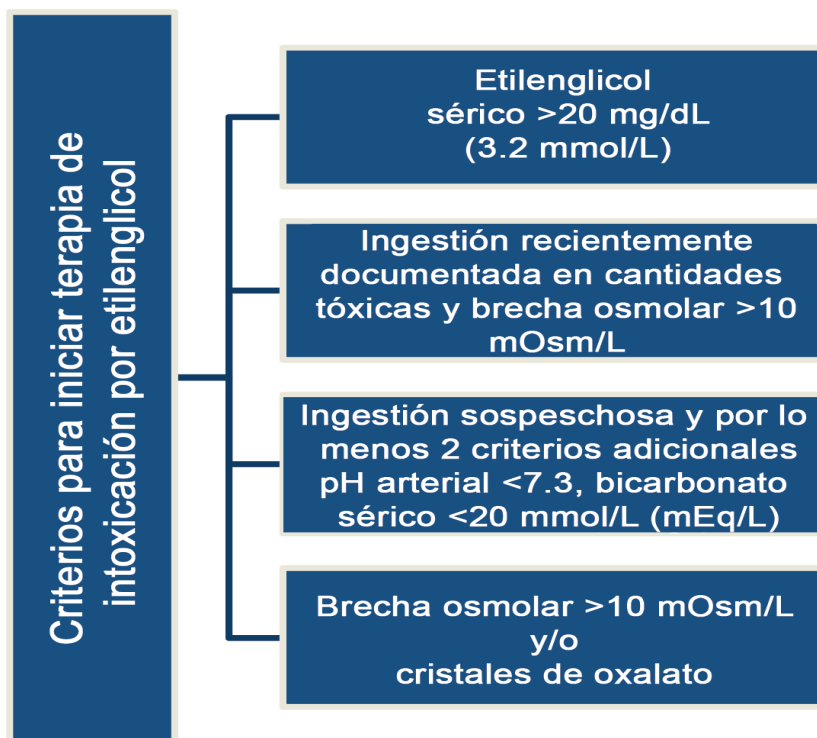 Criterios para iniciar terapia de
intoxicación por etilenglicol
Etilenglicol
sérico >20 mg/dL
(3.2 mmol/L)
Ingestión recientemente
documentada en cantidades
tóxicas y brecha osmolar >10
mOsm/L
Ingestión sospeschosa y por lo
menos 2 criterios adicionales
pH arterial <7.3, bicarbonato
sérico <20 mmol/L (mEq/L)
Brecha osmolar >10 mOsm/L
y/o
cristales de oxalato